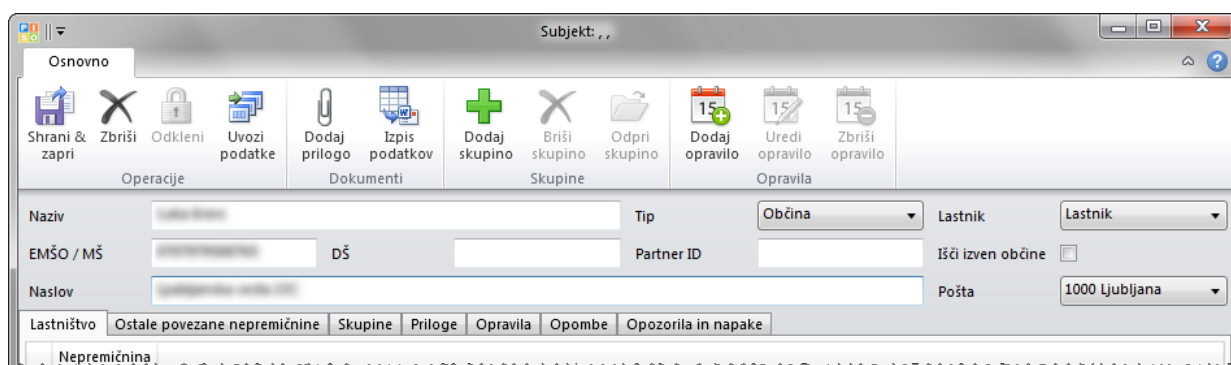 Subjekt: , ,
Osnovno
Shrani & zapri
Zbriši
Odkleni
Uvozi podatke
Dodaj prilogo
Izpis podatkov
Dodaj skupino
Briši skupino
Odpri skupino
Dodaj opravilo
Uredi opravilo
Zbriši opravilo
Operacije
Dokumenti
Skupine
Opravila
Naziv
Tip
Občina
Lastnik
Lastnik
EMŠO / MŠ
DŠ
Partner ID
Išči izven občine
Naslov
Pošta
1000 Ljubljana
Lastništvo
Ostale povezane nepremičnine
Skupine
Priloge
Opravila
Opombe
Opozorila in napake
Nepremičnina